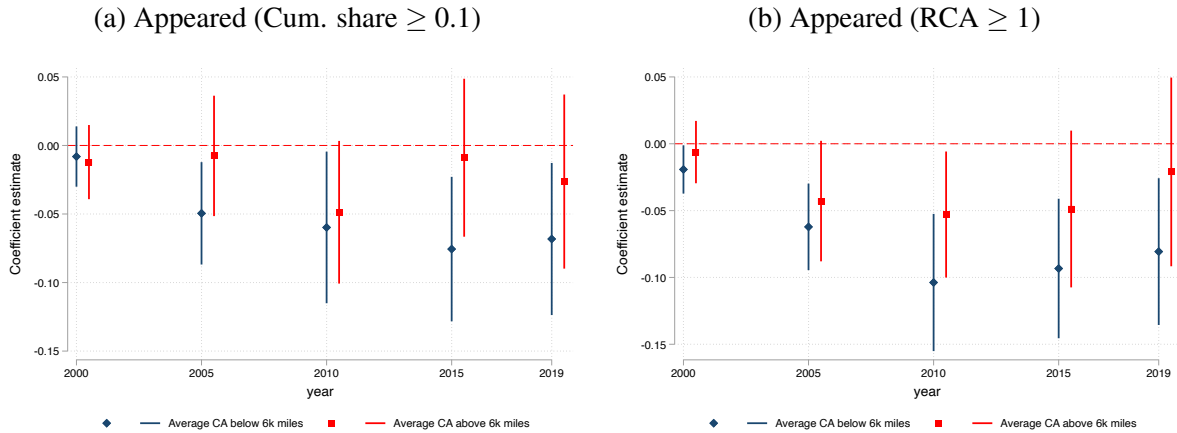 (a) Appeared (Cum. share ≥ 0.1)
0.05
0.00
-0.05
-0.10
-0.15
Coefficient estimate
2000 2005 2010 2015 2019
year
Average CA below 6k miles Average CA above 6k miles
(b) Appeared (RCA ≥ 1)
0.05
0.00
-0.05
-0.10
-0.15
Coefficient estimate
2000 2005 2010 2015 2019
year
Average CA below 6k miles Average CA above 6k miles